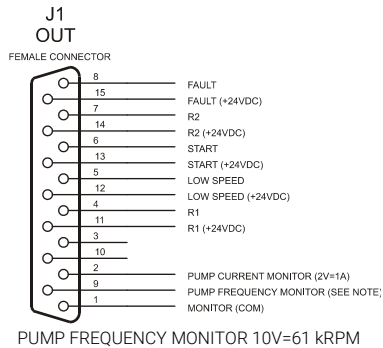 J1
OUT
FEMALE CONNECTOR
8 FAULT
15 FAULT (+24VDC)
7 R2
14 R2 (+24VDC)
6 START
13 START (+24VDC)
5 LOW SPEED
12 LOW SPEED (+24VDC)
4 R1
11 R1 (+24VDC)
3
10
2 PUMP CURRENT MONITOR (2V=1A)
9 PUMP FREQUENCY MONITOR (SEE NOTE)
1 MONITOR (COM)
PUMP FREQUENCY MONITOR 10V=61 kRPM